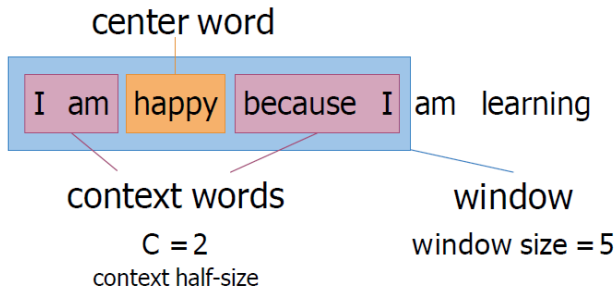 center word
I am happy because I am learning
context words
window
C = 2
window size = 5
context half-size